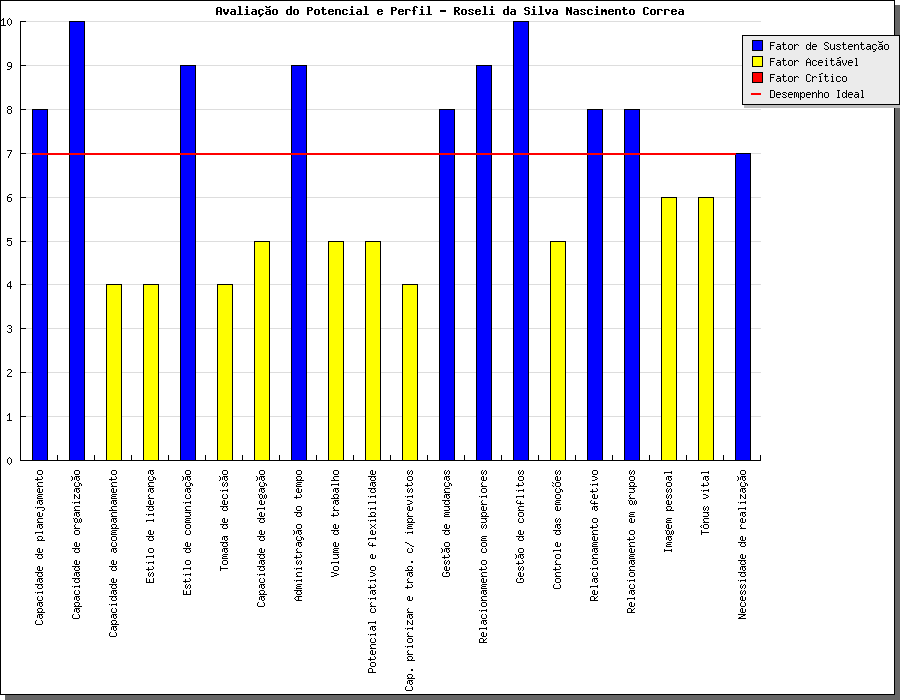 Avaliação do Potencial e Perfil - Roseli da Silva Nascimento Correa
Fator de Sustentação
Fator Aceitável
Fator Crítico
Desempenho Ideal
10
9
8
7
6
5
4
3
2
1
0
Capacidade de planejamento
Capacidade de organização
Capacidade de acompanhamento
Estilo de liderança
Estilo de comunicação
Tomada de decisão
Capacidade de delegação
Administração do tempo
Volume de trabalho
Potencial criativo e flexibilidade
Cap. priorizar e trab. c/ imprevistos
Gestão de mudanças
Relacionamento com superiores
Gestão de conflitos
Controle das emoções
Relacionamento afetivo
Relacionamento em grupos
Imagem pessoal
Tônus vital
Necessidade de realização